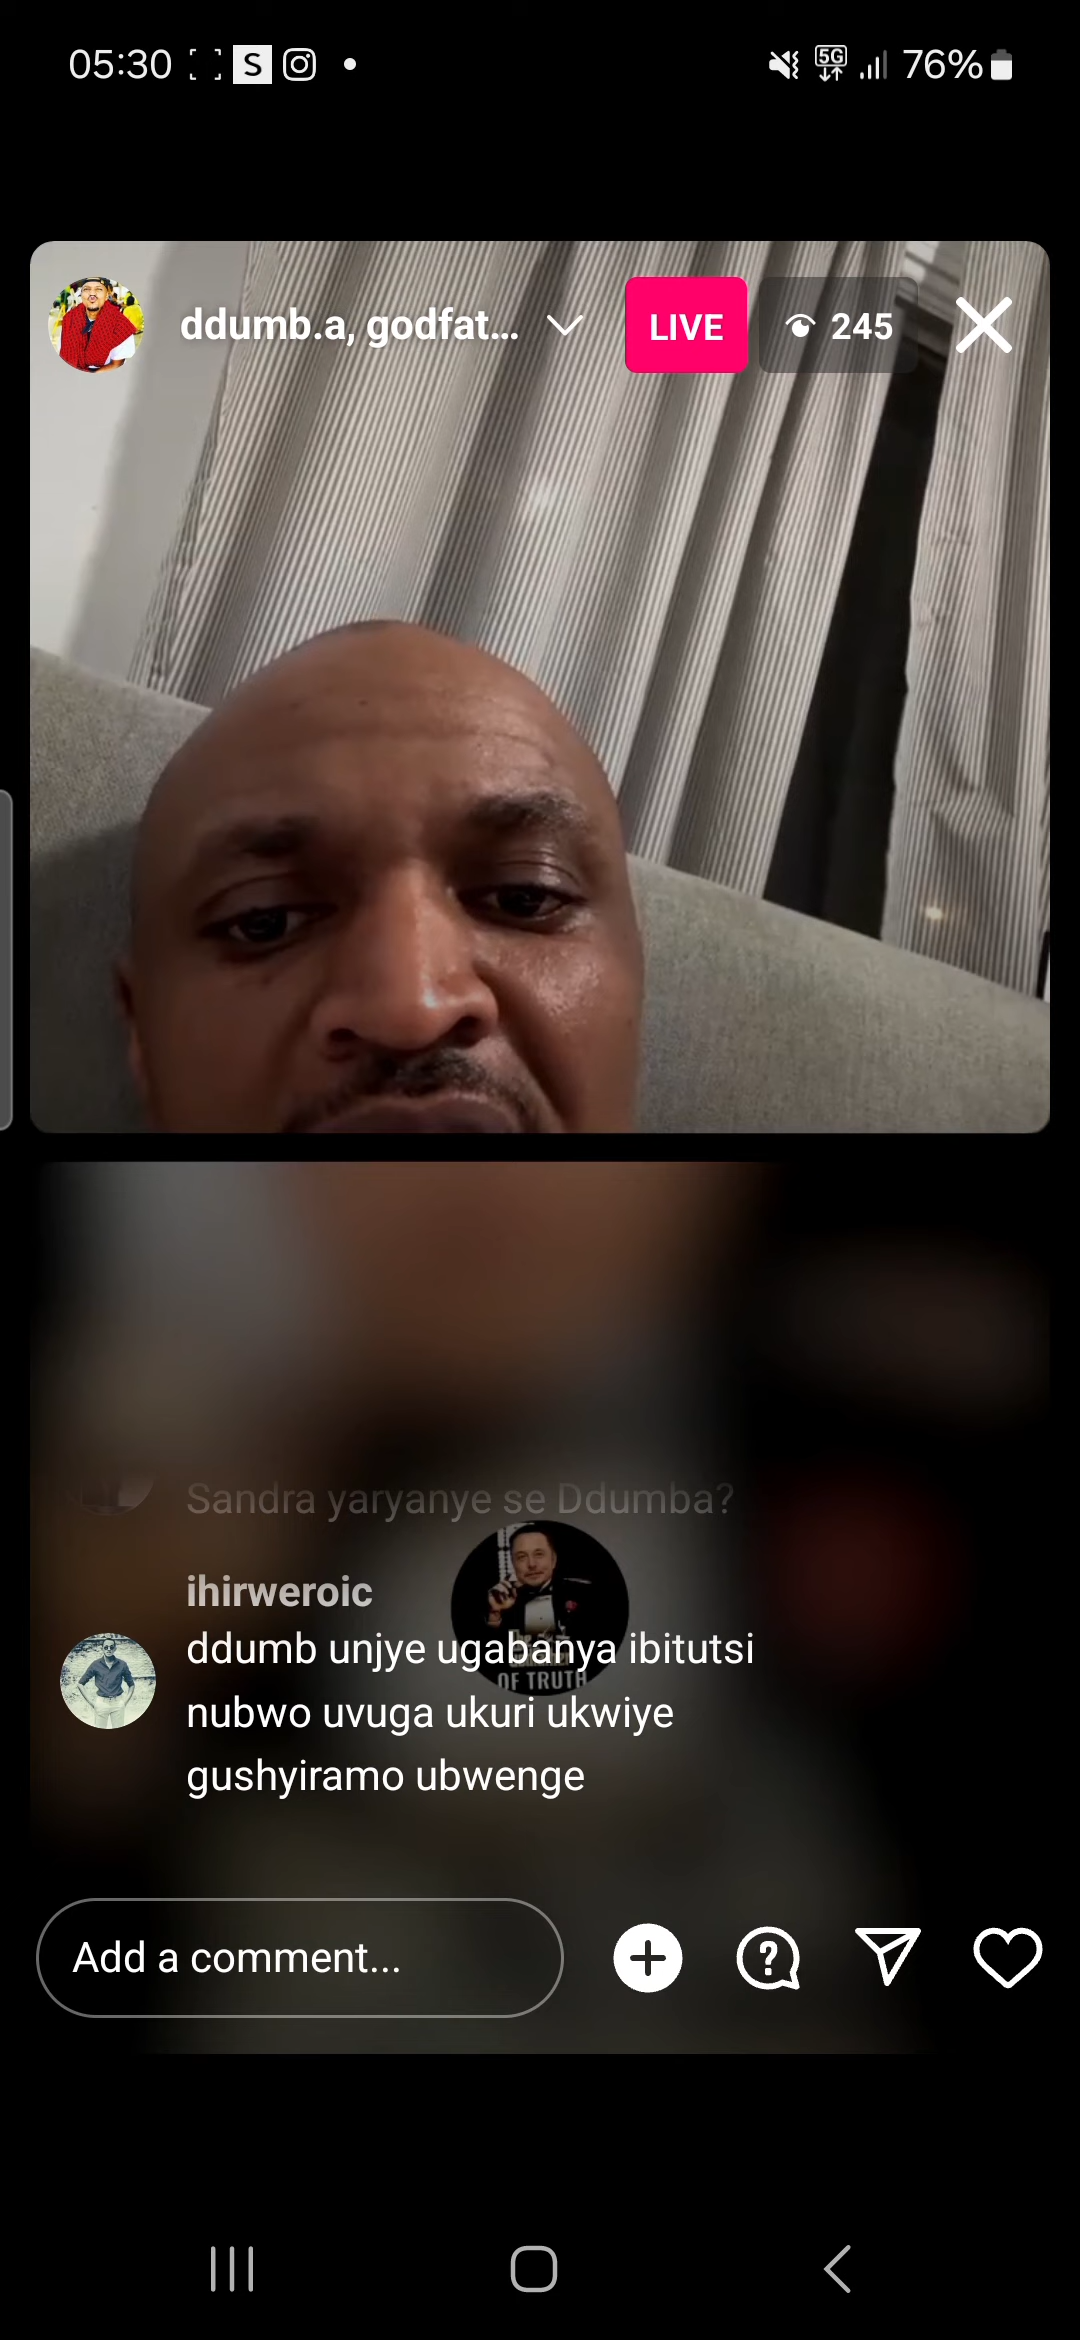 05:30
S
5G
76%
ddumb.a, godfat...
LIVE
245
Sandra yaryanye se Ddumba?
ihirweroic
ddumb unjye ugabanya ibitutsi
nubwo uvuga ukuri ukwiye
gushyiramo ubwenge
OF TRUTH
Add a comment...